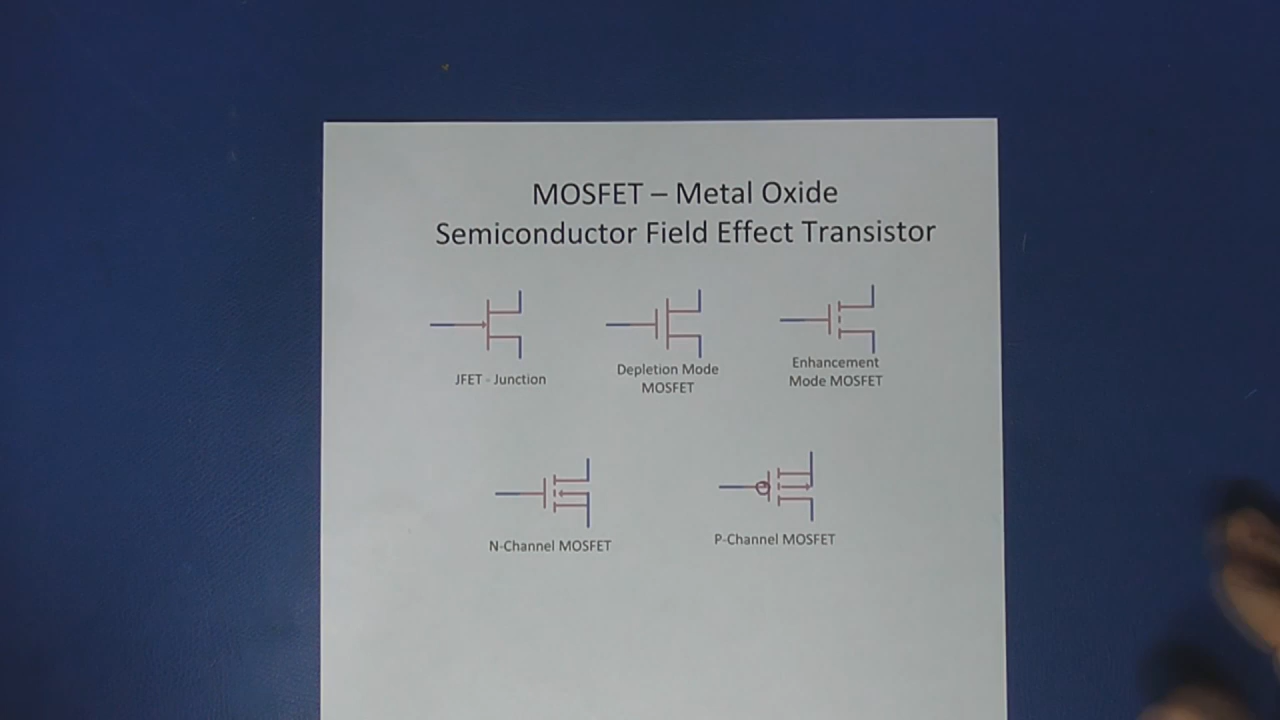 MOSFET – Metal Oxide
Semiconductor Field Effect Transistor
JFET - Junction
Depletion Mode
MOSFET
Enhancement
Mode MOSFET
N-Channel MOSFET
P-Channel MOSFET